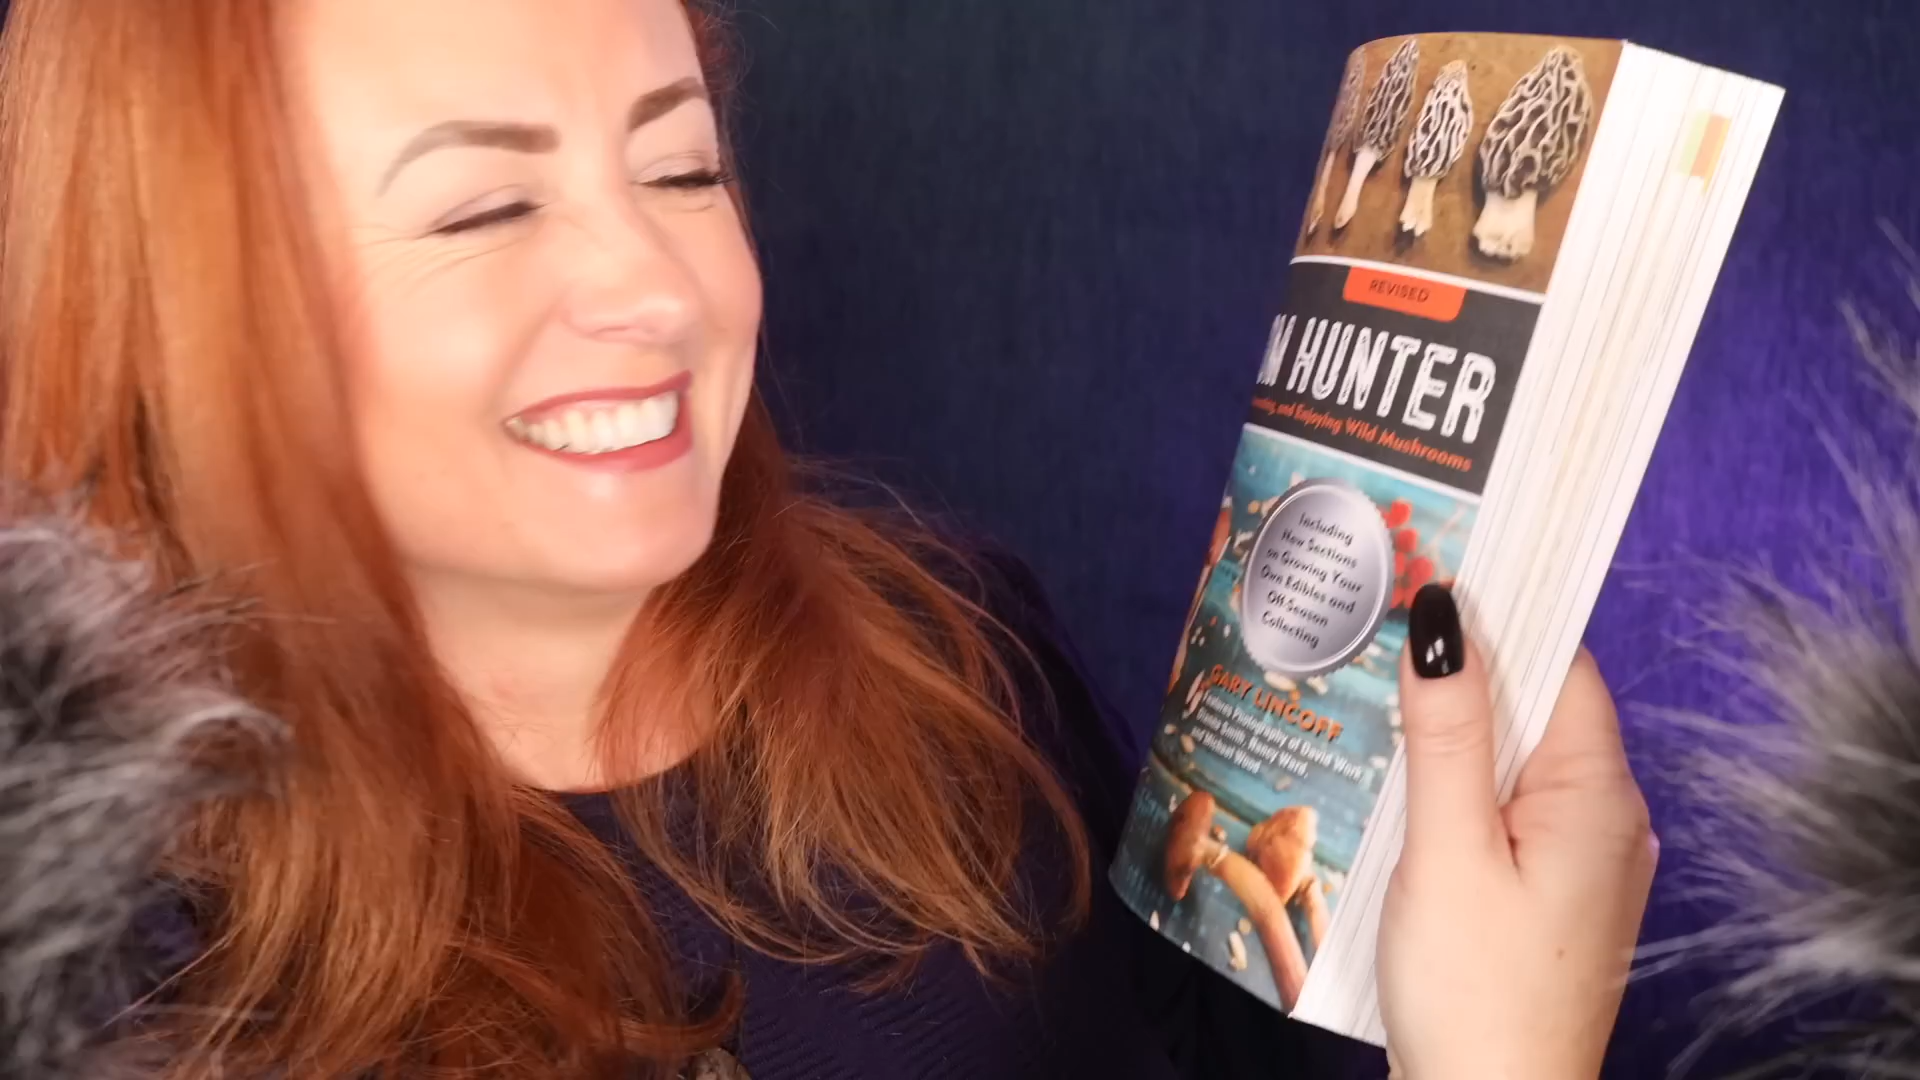 REVISED
HUNTER
and Enjoying Wild Mushrooms
Including
New Sections
on Growing Your
Own Edibles and
Off-Season
Collecting
GARY LINCOFF
Features Photography of David Work,
Dianna Smith, Nancy Ward,
and Michael Wood